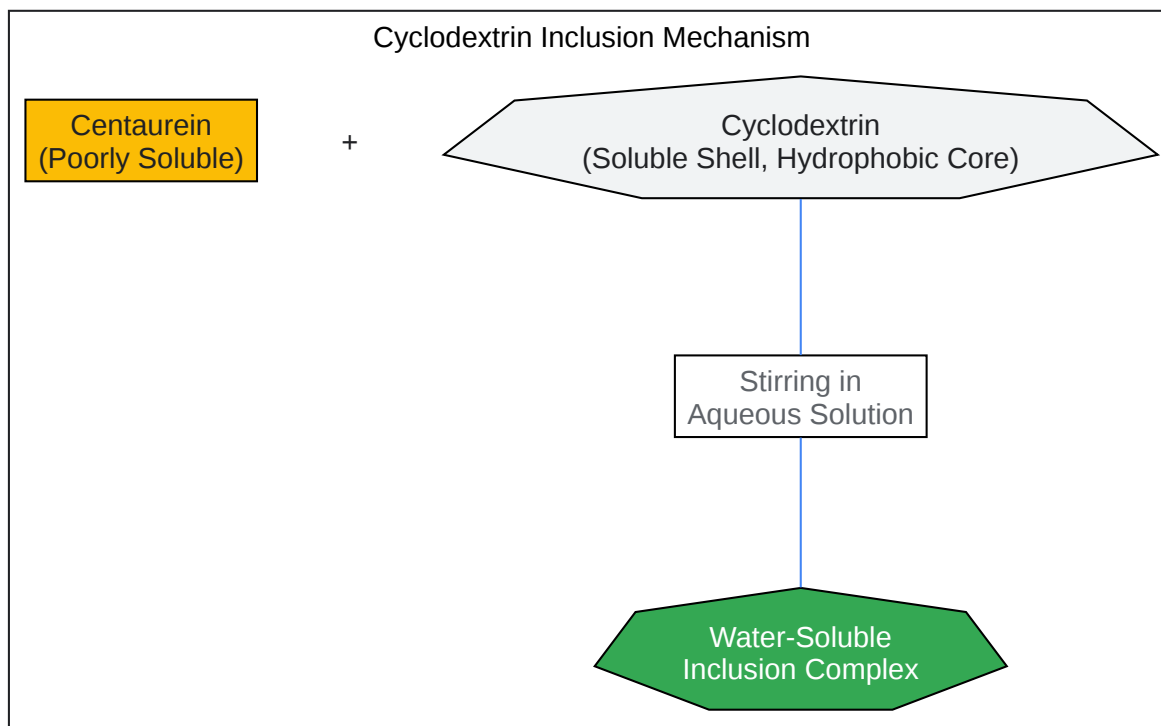 Cyclodextrin Inclusion Mechanism
Centaurein
(Poorly Soluble)
+
Cyclodextrin
(Soluble Shell, Hydrophobic Core)
Stirring in
Aqueous Solution
Water-Soluble
Inclusion Complex